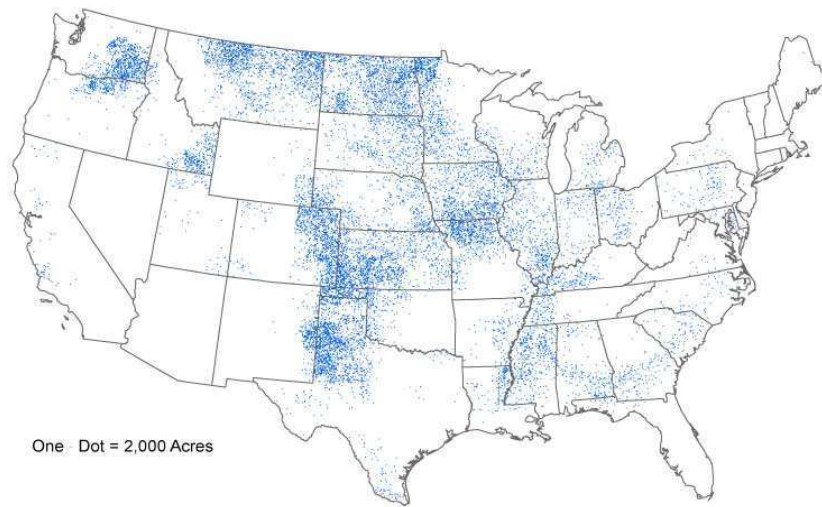 One Dot = 2,000 Acres